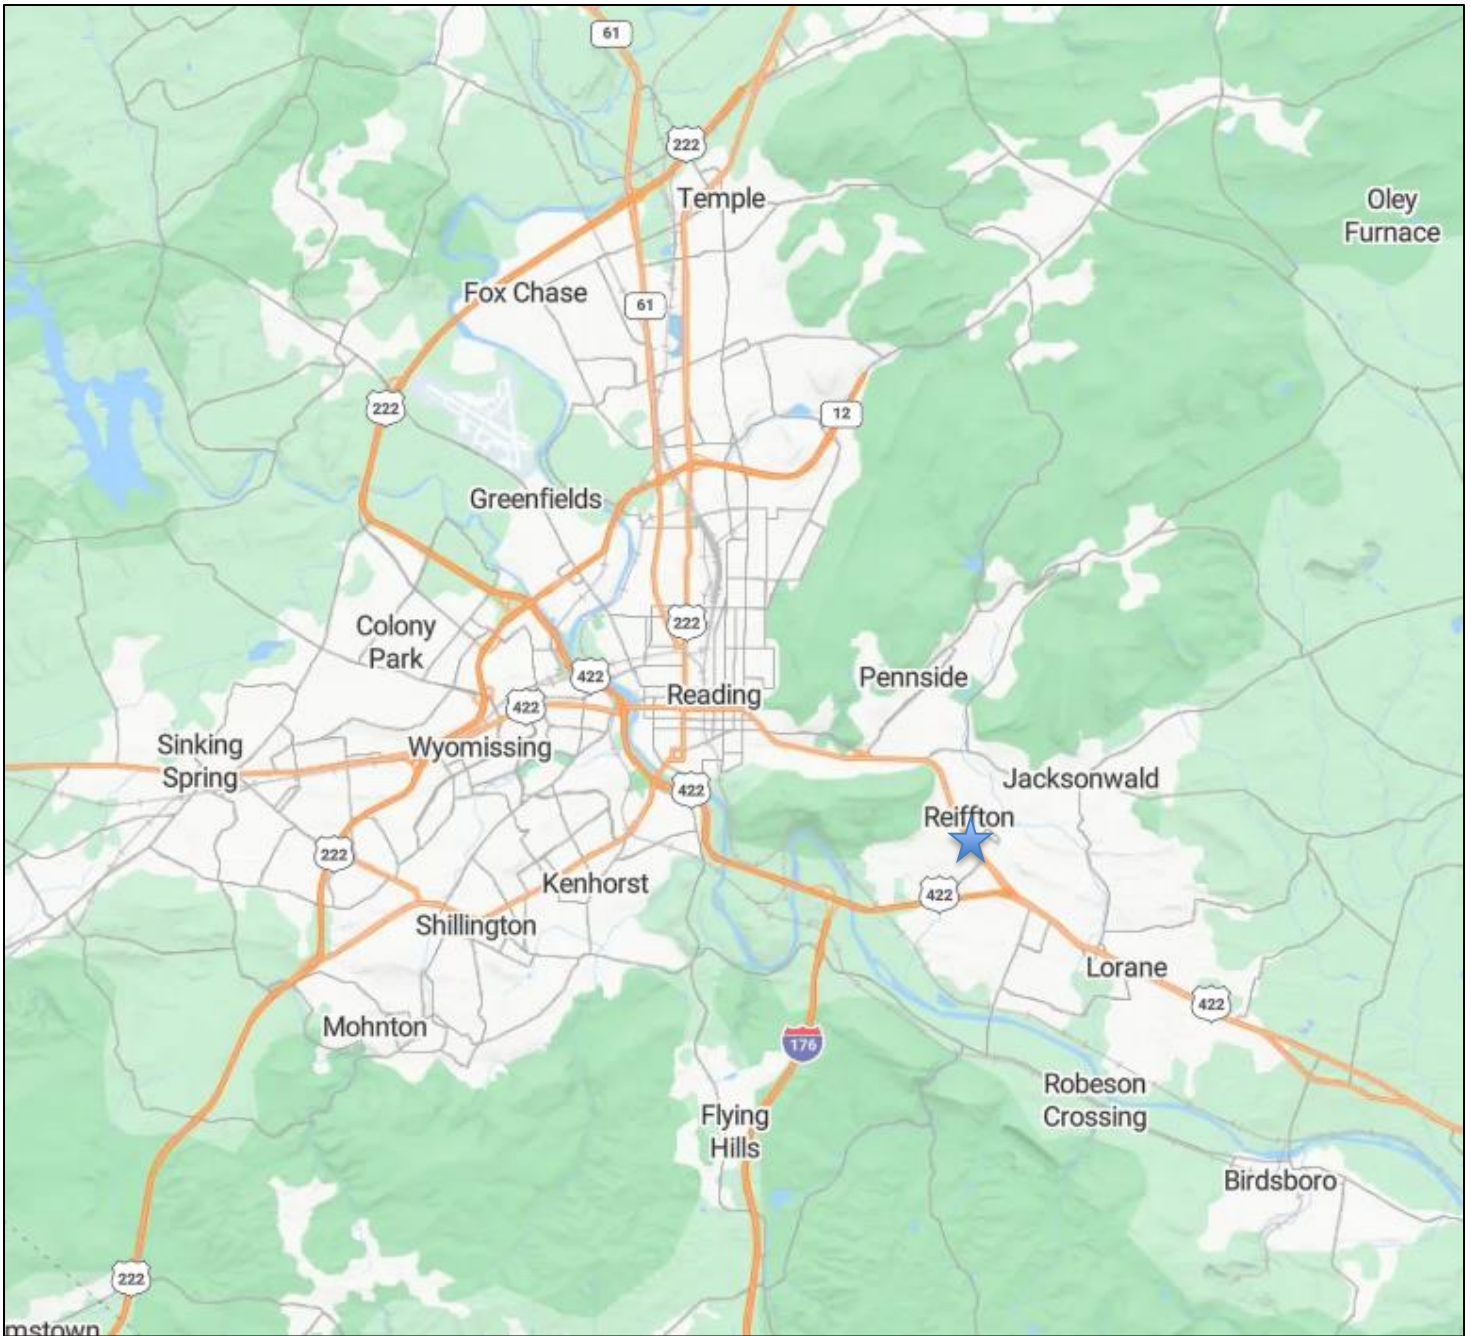 61
222
Temple
Oley
Furnace
Fox Chase
61
222
12
Greenfields
222
Colony
Park
422
Pennside
Reading
422
Sinking
Spring
Wyomissing
Jacksonwald
422
Reiffton
222
Kenhorst
422
Shillington
Lorane
422
Mohnton
176
Robeson
Crossing
Flying
Hills
Birdsboro
222
mstown